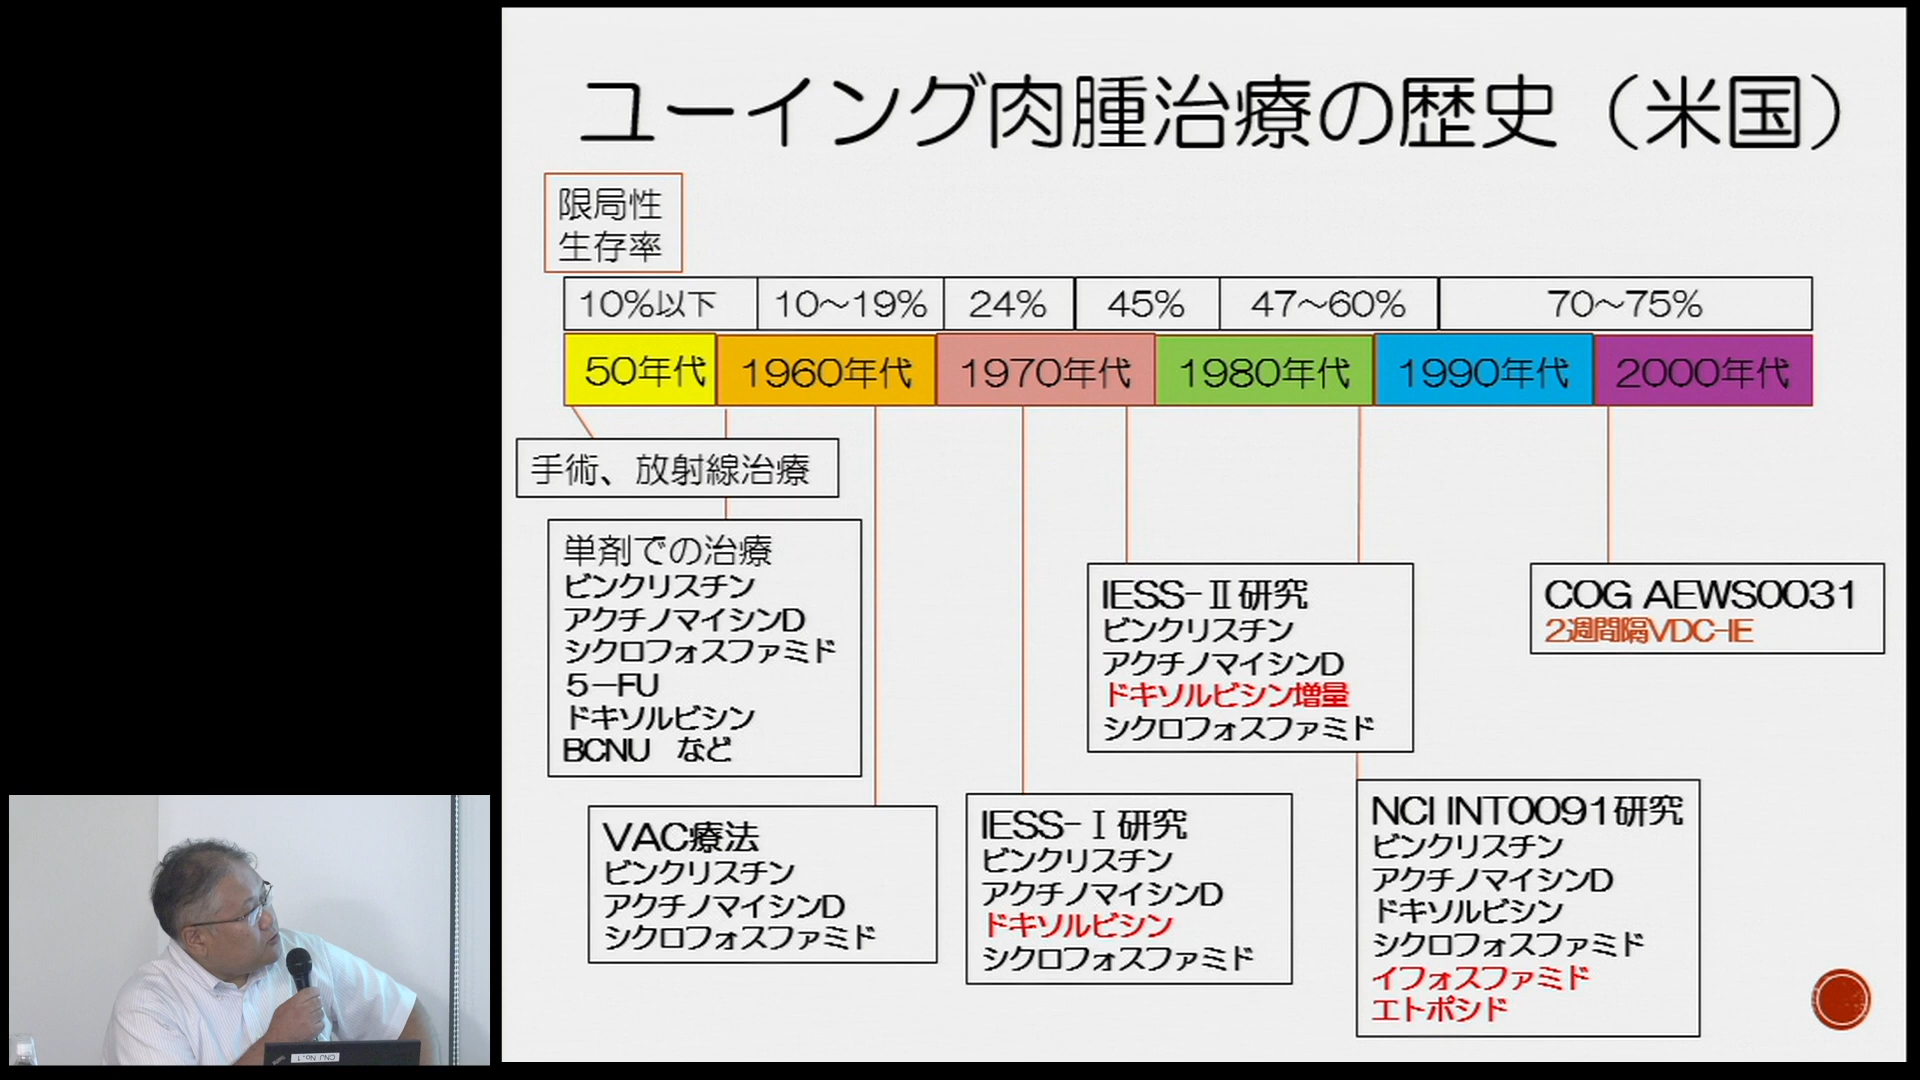 ユーイング肉腫治療の歴史（米国）
限局性
生存率
10%以下
10〜19%
24%
45%
47〜60%
70〜75%
50年代
1960年代
1970年代
1980年代
1990年代
2000年代
手術、放射線治療
単剤での治療
ビンクリスチン
アクチノマイシンD
シクロフォスファミド
５－FU
ドキソルビシン
BCNU　など
VAC療法
ビンクリスチン
アクチノマイシンD
シクロフォスファミド
IESS-Ⅰ研究
ビンクリスチン
アクチノマイシンD
ドキソルビシン
シクロフォスファミド
IESS-Ⅱ研究
ビンクリスチン
アクチノマイシンD
ドキソルビシン増量
シクロフォスファミド
NCI INT0091研究
ビンクリスチン
アクチノマイシンD
ドキソルビシン
シクロフォスファミド
イフォスファミド
エトポシド
COG AEWS0031
2週間隔VDC-IE
CNJ No.1